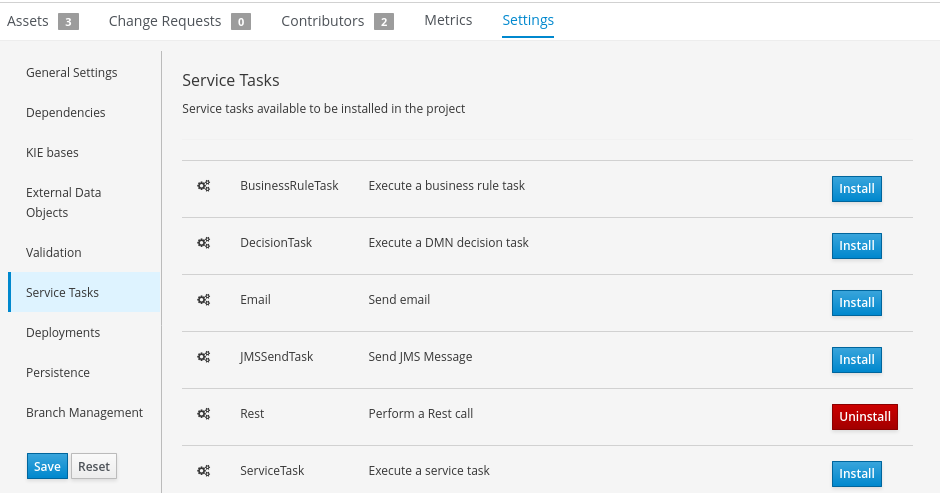 Assets 3 Change Requests 0 Contributors 2 Metrics Settings
General Settings
Dependencies
KIE bases
External Data
Objects
Validation
Service Tasks
Deployments
Persistence
Branch Management
Save Reset
Service Tasks
Service tasks available to be installed in the project
BusinessRuleTask Execute a business rule task Install
DecisionTask Execute a DMN decision task Install
Email Send email Install
JMSSendTask Send JMS Message Install
Rest Perform a Rest call Uninstall
ServiceTask Execute a service task Install